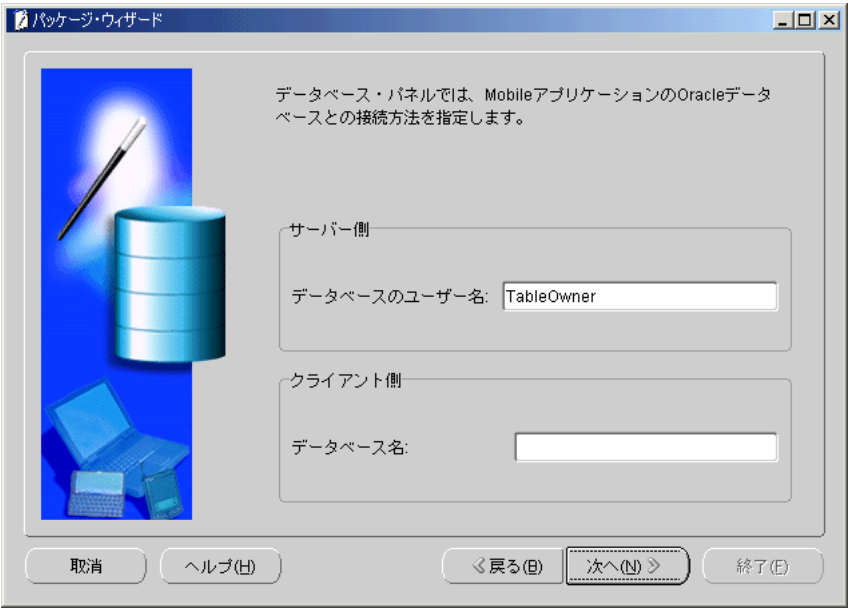 パッケージ・ウィザード
データベース・パネルでは、MobileアプリケーションのOracleデータ
ベースとの接続方法を指定します。
サーバー側
データベースのユーザー名: TableOwner
クライアント側
データベース名:
取消 ヘルプ(H) 戻る(B) 次へ(N) 終了(F)